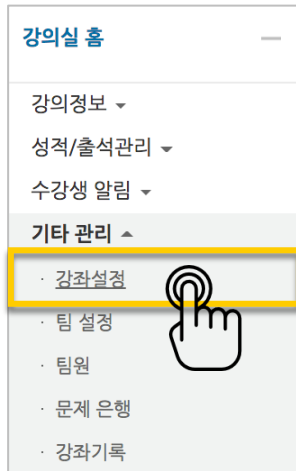 강의실 홈
강의정보
성적/출석관리
수강생 알림
기타 관리
· 강좌설정
· 팀 설정
· 팀원
· 문제 은행
· 강좌기록